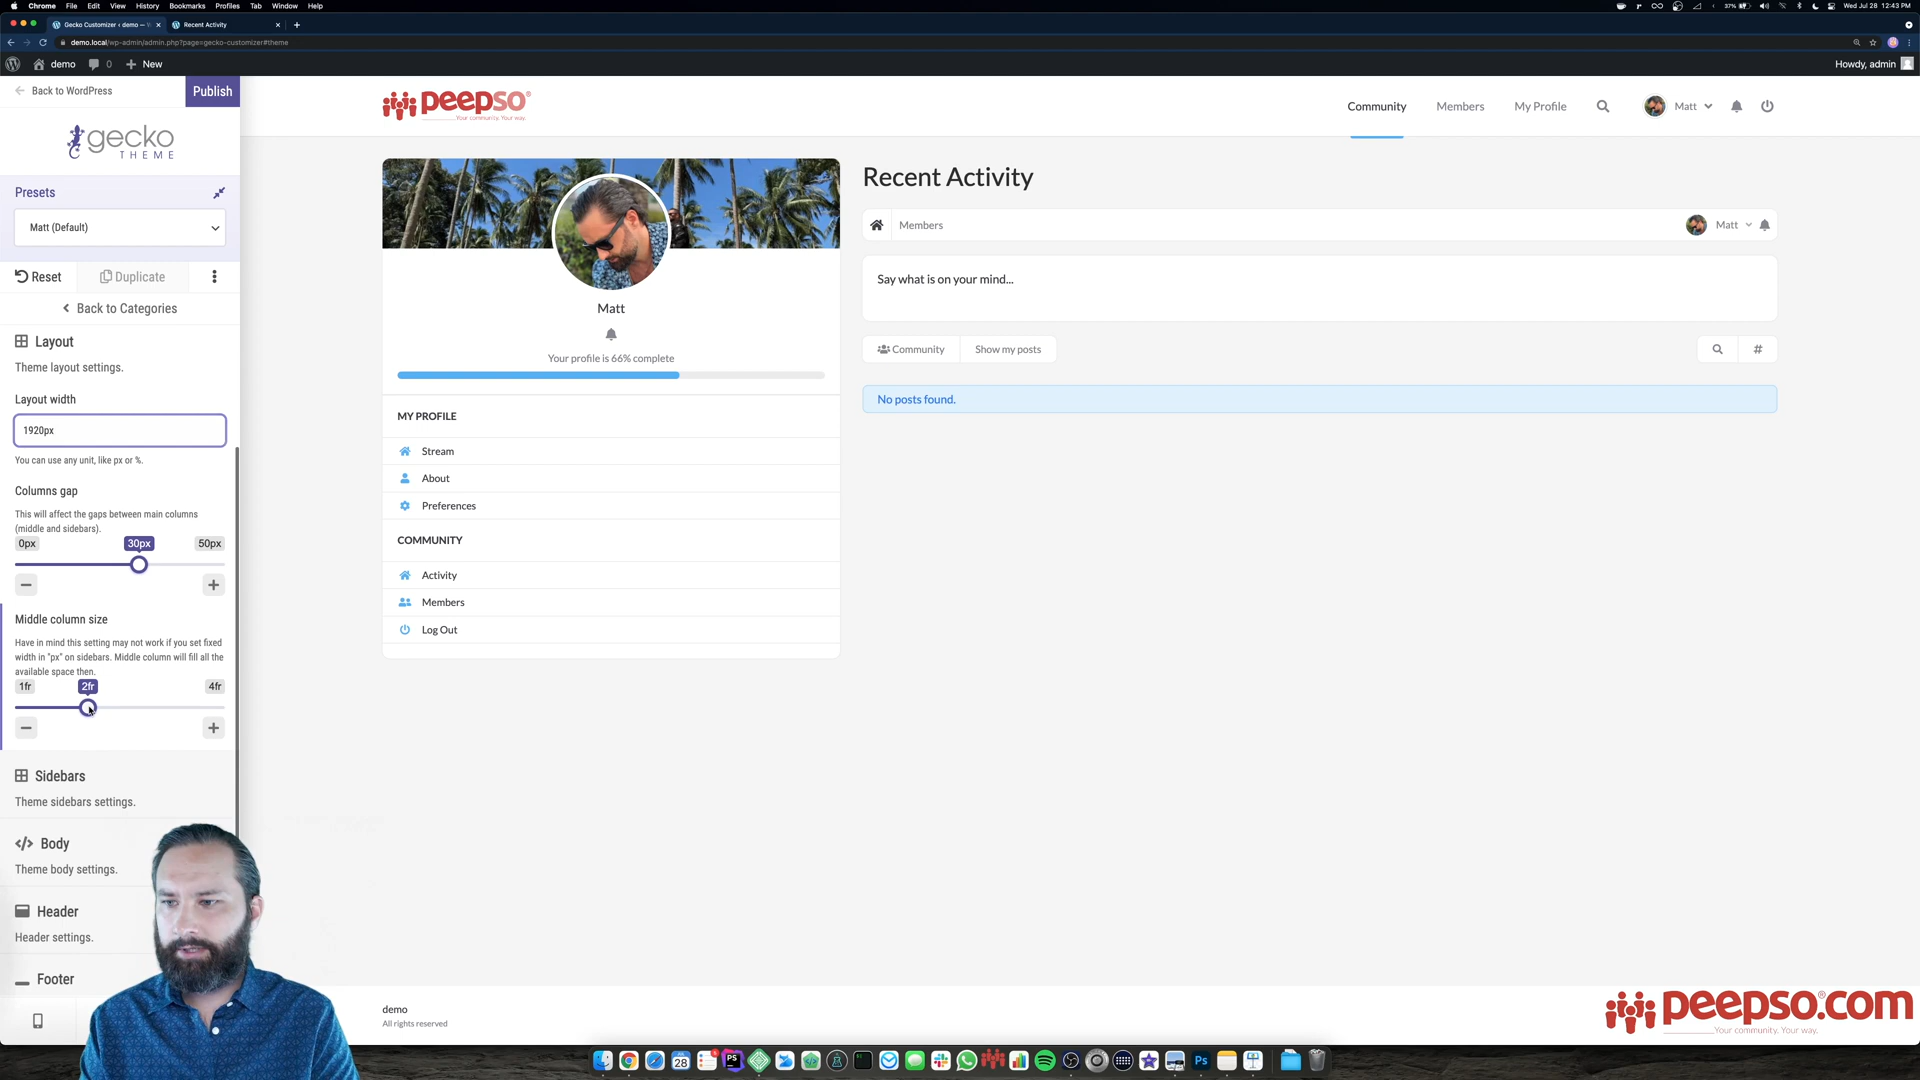 Chrome File Edit View History Bookmarks Profiles Tab Window Help
37% Wed Jul 28 12:43 PM
Gecko Customizer ‹ demo — W
Recent Activity
demo.local/wp-admin/admin.php?page=gecko-customizer#theme
demo 0 New
Howdy, admin
Back to WordPress
Publish
gecko
THEME
Presets
Matt (Default)
Reset
Duplicate
Back to Categories
Layout
Theme layout settings.
Layout width
1920px
You can use any unit, like px or %.
Columns gap
This will affect the gaps between main columns
(middle and sidebars).
0px 30px 50px
Middle column size
Have in mind this setting may not work if you set fixed
width in "px" on sidebars. Middle column will fill all the
available space then.
1fr 2fr 4fr
Sidebars
Theme sidebars settings.
Body
Theme body settings.
Header
Header settings.
Footer
peepso®
Your community. Your way.
Community Members My Profile Matt
Matt
Your profile is 66% complete
MY PROFILE
Stream
About
Preferences
COMMUNITY
Activity
Members
Log Out
Recent Activity
Members
Matt
Say what is on your mind...
Community
Show my posts
#
No posts found.
demo
All rights reserved
peepso®.com
Your community. Your way.
28
PS
Ps